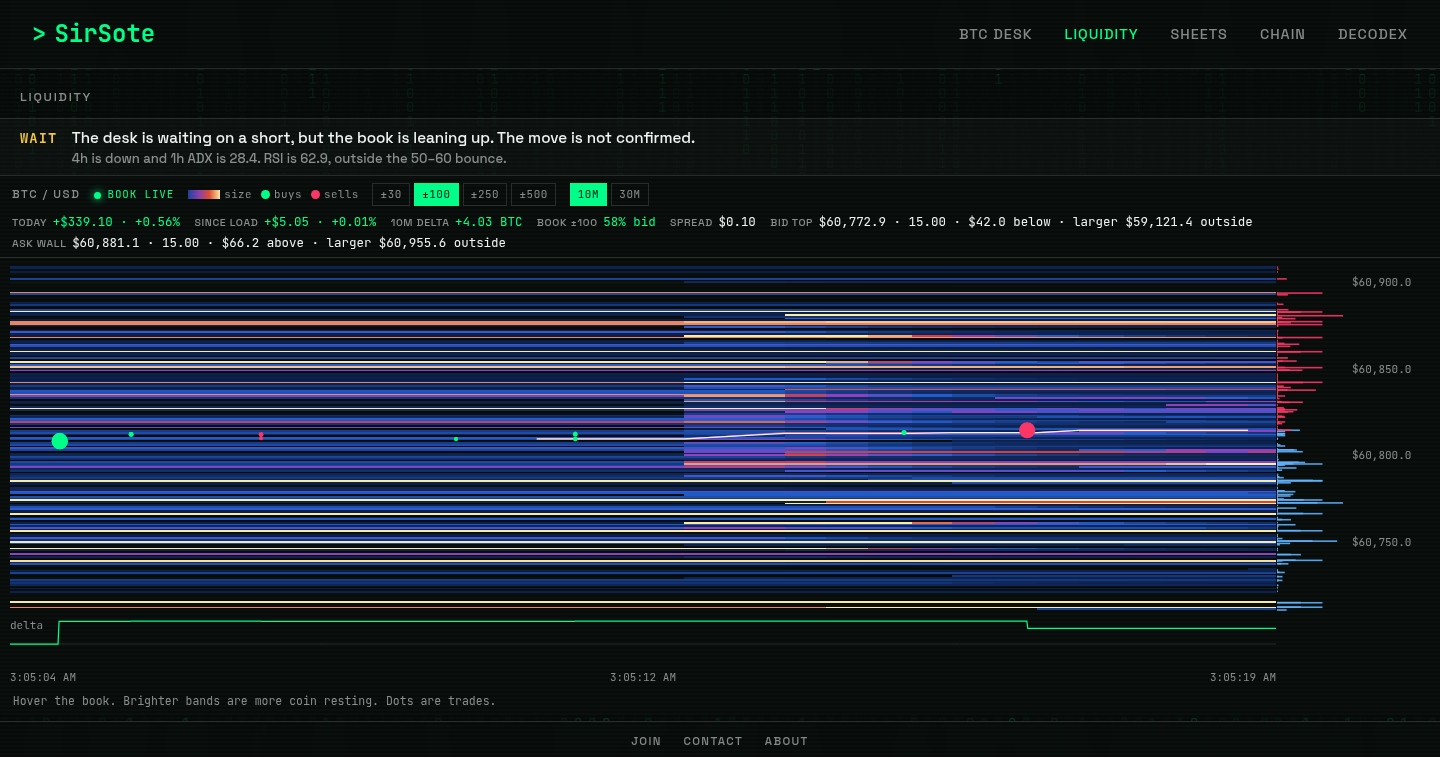 > SirSote
BTC DESK LIQUIDITY SHEETS CHAIN DECODEX
LIQUIDITY
WAIT The desk is waiting on a short, but the book is leaning up. The move is not confirmed.
4h is down and 1h ADX is 28.4. RSI is 62.9, outside the 50–60 bounce.
BTC / USD BOOK LIVE size buys sells ±30 ±100 ±250 ±500 10M 30M
TODAY +$339.10 · +0.56% SINCE LOAD +$5.05 · +0.01% 10M DELTA +4.03 BTC BOOK ±100 58% bid SPREAD $0.10 BID TOP $60,772.9 · 15.00 · $42.0 below · larger $59,121.4 outside
ASK WALL $60,881.1 · 15.00 · $66.2 above · larger $60,955.6 outside
$60,900.0
$60,850.0
$60,800.0
$60,750.0
delta
3:05:04 AM 3:05:12 AM 3:05:19 AM
Hover the book. Brighter bands are more coin resting. Dots are trades.
JOIN CONTACT ABOUT